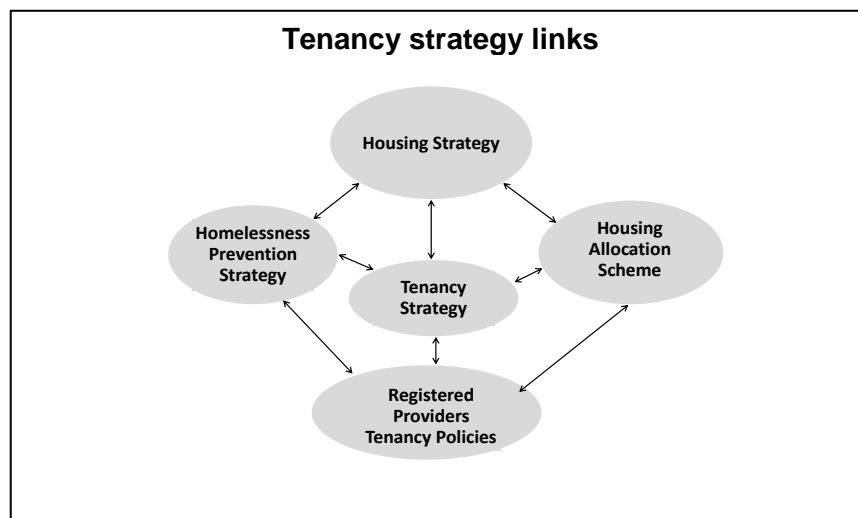 Tenancy strategy links
Housing Strategy
Homelessness
Prevention
Strategy
Housing
Allocation
Scheme
Tenancy
Strategy
Registered
Providers
Tenancy Policies